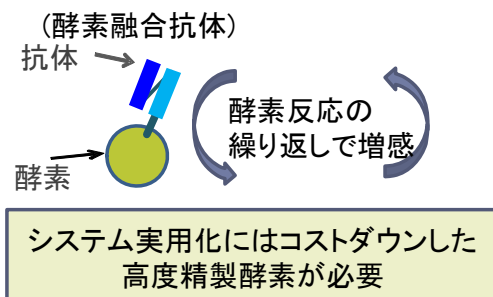 (酵素融合抗体)
抗体
酵素反応の
繰り返しで増感
酵素
システム実用化にはコストダウンした
高度精製酵素が必要